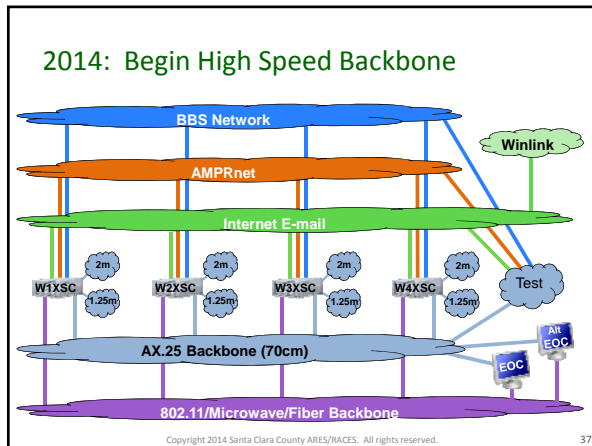 2014: Begin High Speed Backbone
BBS Network
Winlink
AMPRnet
Internet E-mail
2m
2m
2m
2m
W1XSC
W2XSC
W3XSC
W4XSC
Test
1.25m
1.25m
1.25m
1.25m
Alt
EOC
AX.25 Backbone (70cm)
EOC
802.11/Microwave/Fiber Backbone
Copyright 2014 Santa Clara County ARES/RACES. All rights reserved.
37